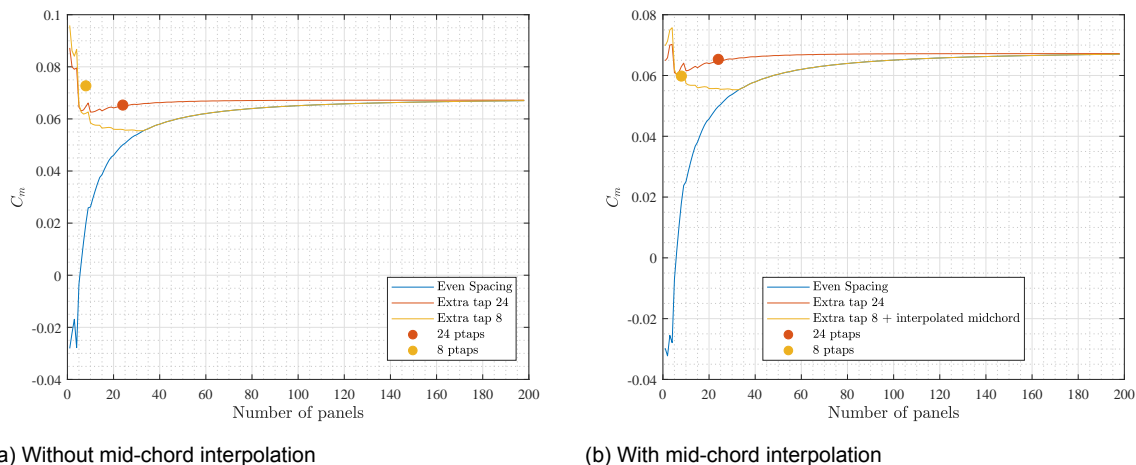 0.1
0.08
0.06
0.04
0.02
0
-0.02
-0.04
C_m
0 20 40 60 80 100 120 140 160 180 200
Number of panels
Even Spacing
Extra tap 24
Extra tap 8
24 ptaps
8 ptaps
a) Without mid-chord interpolation
0.08
0.06
0.04
0.02
0
-0.02
-0.04
C_m
0 20 40 60 80 100 120 140 160 180 200
Number of panels
Even Spacing
Extra tap 24
Extra tap 8 + interpolated midchord
24 ptaps
8 ptaps
(b) With mid-chord interpolation